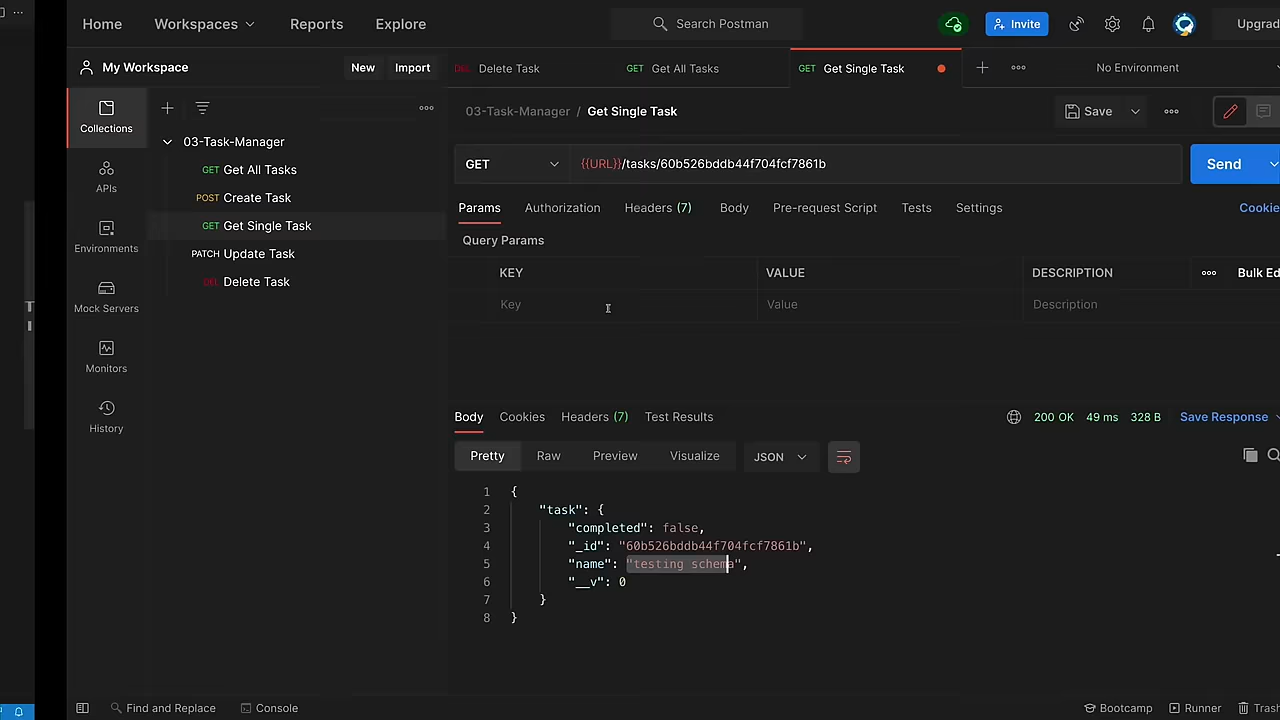 Home Workspaces Reports Explore Search Postman Invite Upgrad
My Workspace New Import DEL Delete Task GET Get All Tasks GET Get Single Task No Environment
Collections
APIs
Environments
Mock Servers
Monitors
History
03-Task-Manager
GET Get All Tasks
POST Create Task
GET Get Single Task
PATCH Update Task
DEL Delete Task
03-Task-Manager / Get Single Task Save
GET {{URL}}/tasks/60b526bddb44f704fcf7861b Send
Params Authorization Headers (7) Body Pre-request Script Tests Settings Cookie
Query Params
KEY VALUE DESCRIPTION Bulk Ed
Key Value Description
Body Cookies Headers (7) Test Results 200 OK 49 ms 328 B Save Response
Pretty Raw Preview Visualize JSON
1 {
2 "task": {
3 "completed": false,
4 "_id": "60b526bddb44f704fcf7861b",
5 "name": "testing schema",
6 "__v": 0
7 }
8 }
Find and Replace Console Bootcamp Runner Trash